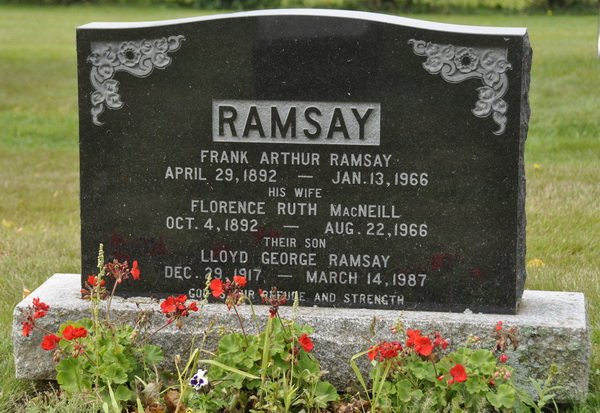 RAMSAY
FRANK ARTHUR RAMSAY
APRIL 29, 1892 — JAN. 13, 1966
HIS WIFE
FLORENCE RUTH MACNEILL
OCT. 4, 1892 — AUG. 22, 1966
THEIR SON
LLOYD GEORGE RAMSAY
DEC. 29, 1917 — MARCH 14, 1987
AND STRENGTH